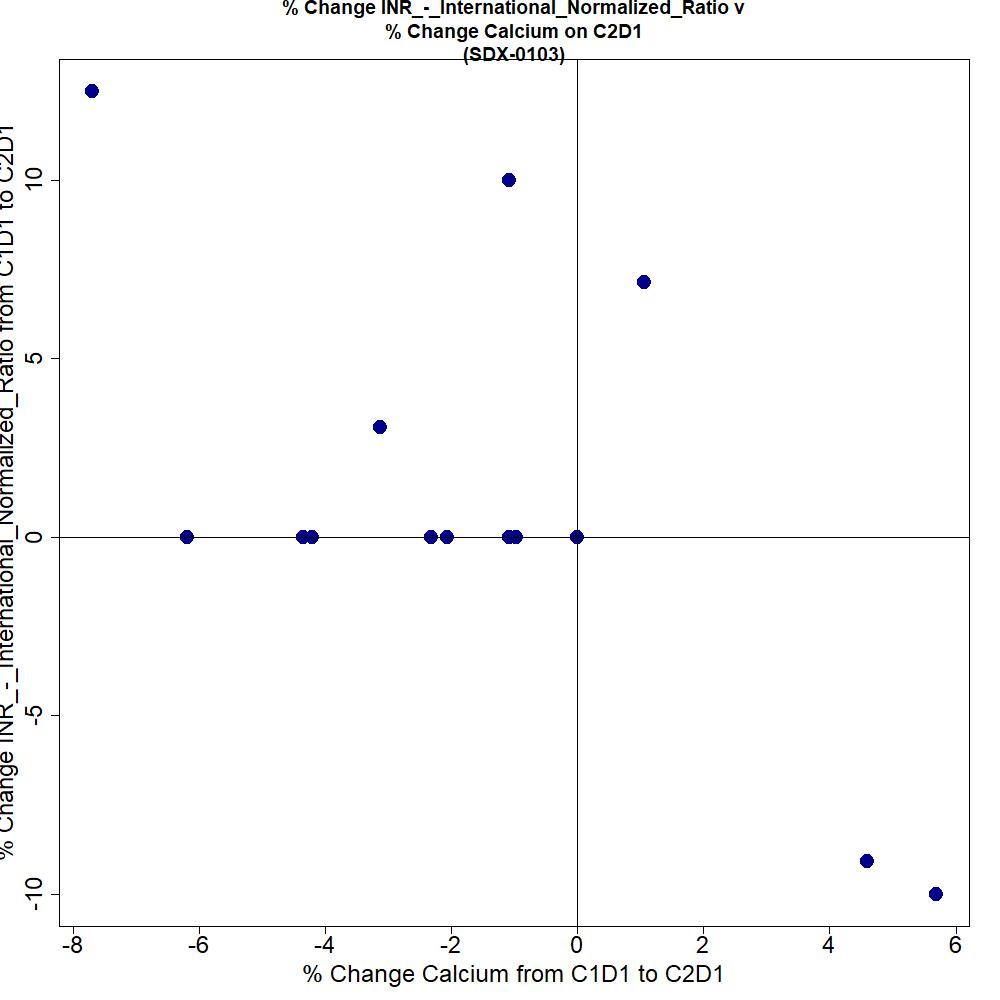 % Change INR_-_International_Normalized_Ratio v
% Change Calcium on C2D1
(SDX-0103)
% Change INR_-_International_Normalized_Ratio from C1D1 to C2D1
10
5
0
-5
-10
-8 -6 -4 -2 0 2 4 6
% Change Calcium from C1D1 to C2D1